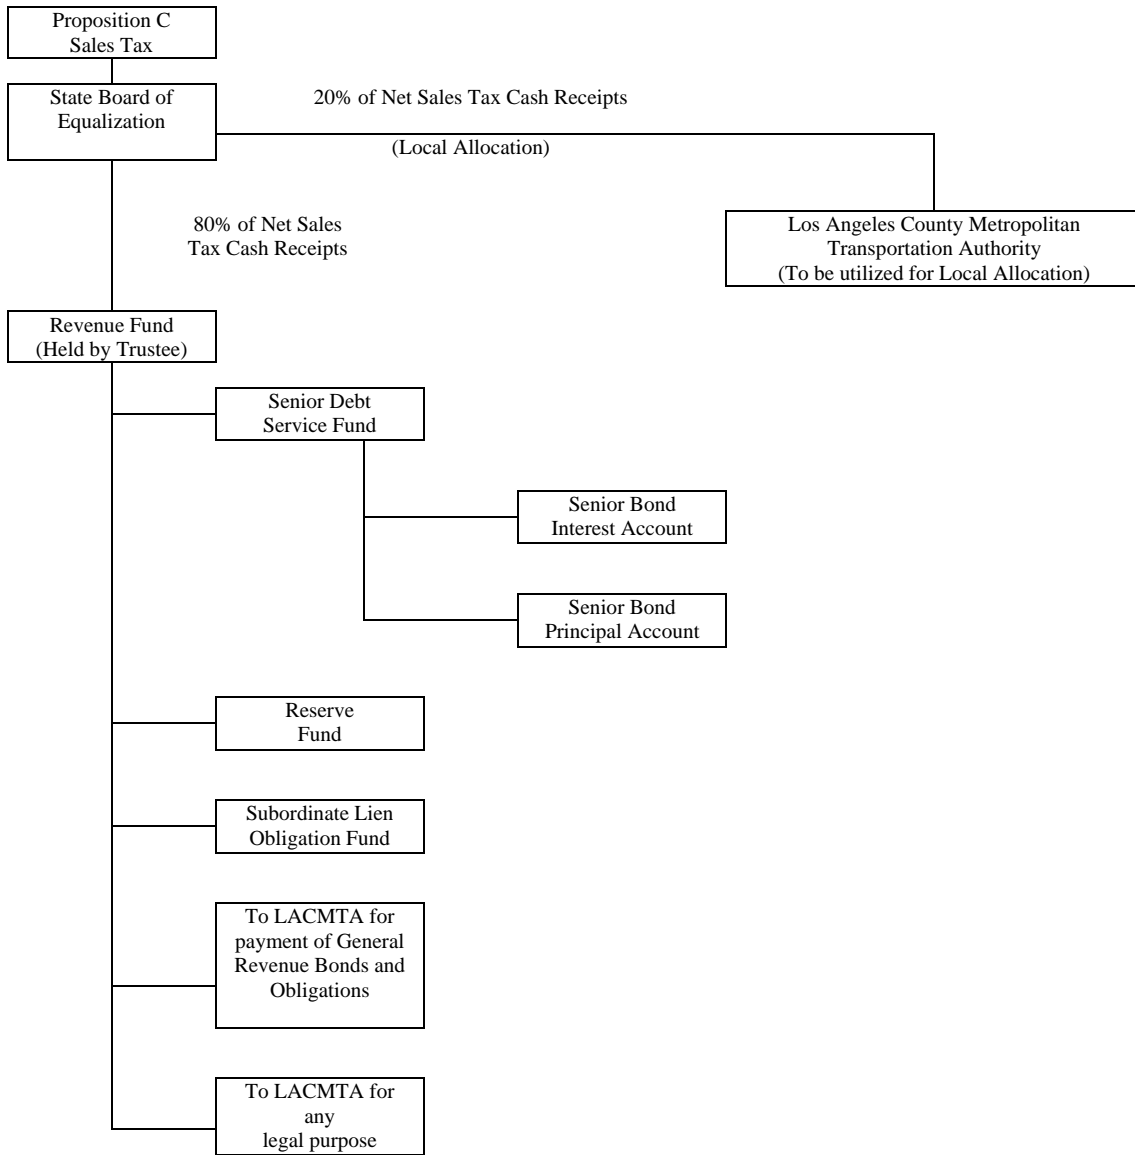 Proposition C
Sales Tax
State Board of
Equalization
20% of Net Sales Tax Cash Receipts
(Local Allocation)
80% of Net Sales
Tax Cash Receipts
Los Angeles County Metropolitan
Transportation Authority
(To be utilized for Local Allocation)
Revenue Fund
(Held by Trustee)
Senior Debt
Service Fund
Senior Bond
Interest Account
Senior Bond
Principal Account
Reserve
Fund
Subordinate Lien
Obligation Fund
To LACMTA for
payment of General
Revenue Bonds and
Obligations
To LACMTA for
any
legal purpose